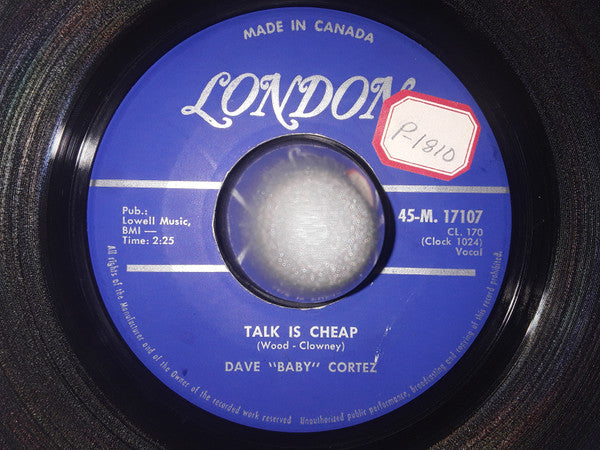 MADE IN CANADA
LONDON
P-1810
Pub.:
Lowell Music,
BMI —
Time: 2:25
45-M. 17107
CL. 170
(Clock 1024)
Vocal
TALK IS CHEAP
(Wood - Clowney)
DAVE "BABY" CORTEZ
All rights of the Manufacturer and of the Owner of the recorded work reserved Unauthorized public performance, broadcasting and copying of this record prohibited.